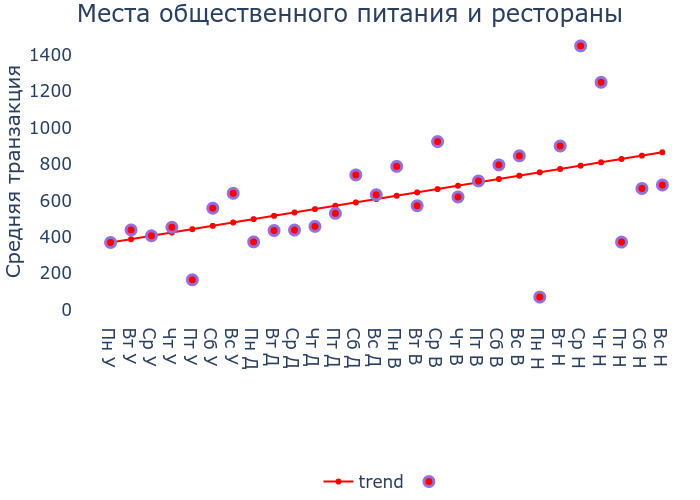 Места общественного питания и рестораны
Средняя транзакция
1400
1200
1000
800
600
400
200
0
Пн У
Вт У
Ср У
Чт У
Пт У
Сб У
Вс У
Пн Д
Вт Д
Ср Д
Чт Д
Пт Д
Сб Д
Вс Д
Пн В
Вт В
Ср В
Чт В
Пт В
Сб В
Вс В
Пн Н
Вт Н
Ср Н
Чт Н
Пт Н
Сб Н
Вс Н
trend